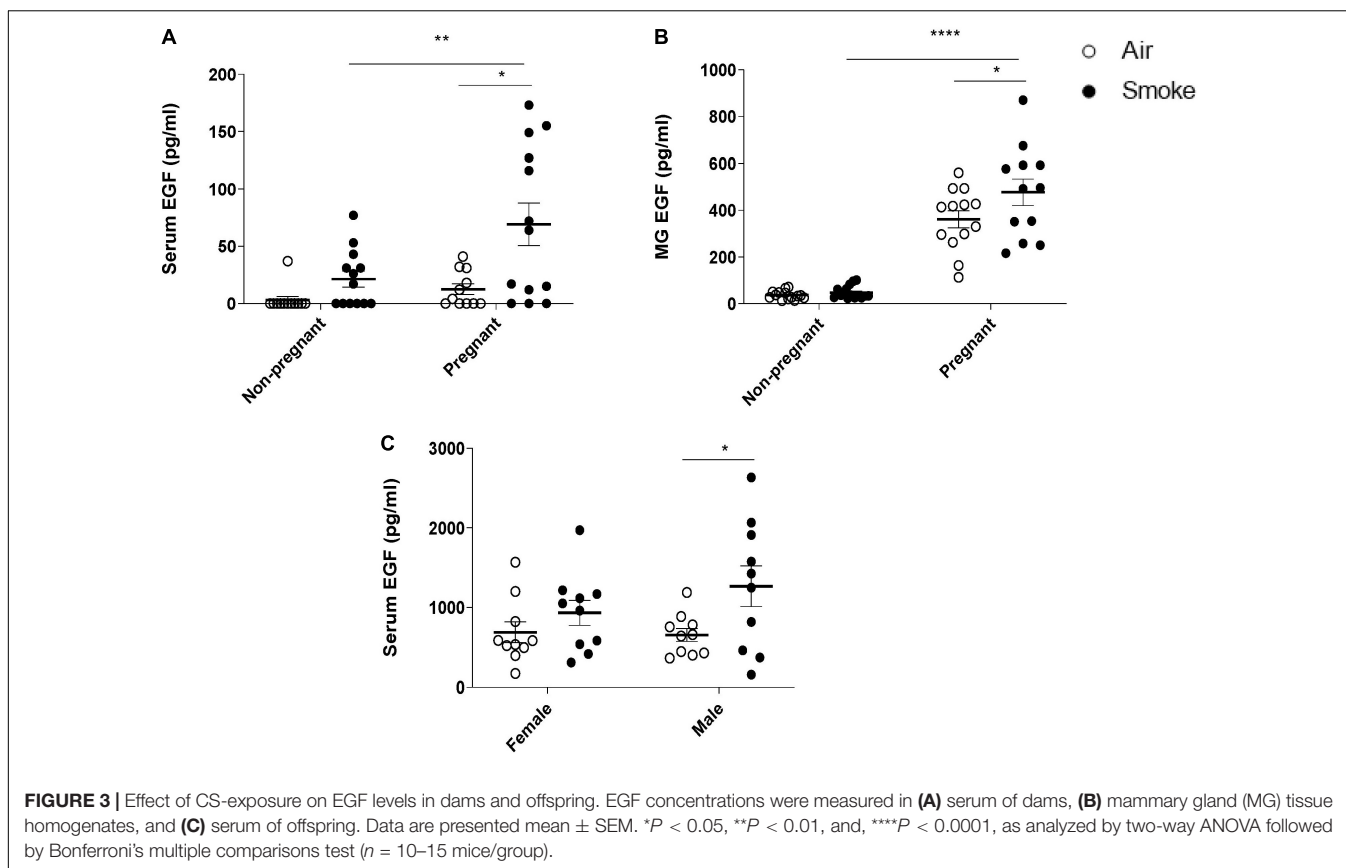 A
**
*
Serum EGF (pg/ml)
200
150
100
50
0
Non-pregnant
Pregnant
B
****
*
MG EGF (pg/ml)
1000
800
600
400
200
0
Non-pregnant
Pregnant
Air
Smoke
C
*
Serum EGF (pg/ml)
3000
2000
1000
0
Female
Male
FIGURE 3 | Effect of CS-exposure on EGF levels in dams and offspring. EGF concentrations were measured in (A) serum of dams, (B) mammary gland (MG) tissue
homogenates, and (C) serum of offspring. Data are presented mean ± SEM. *P < 0.05, **P < 0.01, and, ****P < 0.0001, as analyzed by two-way ANOVA followed
by Bonferroni's multiple comparisons test (n = 10–15 mice/group).